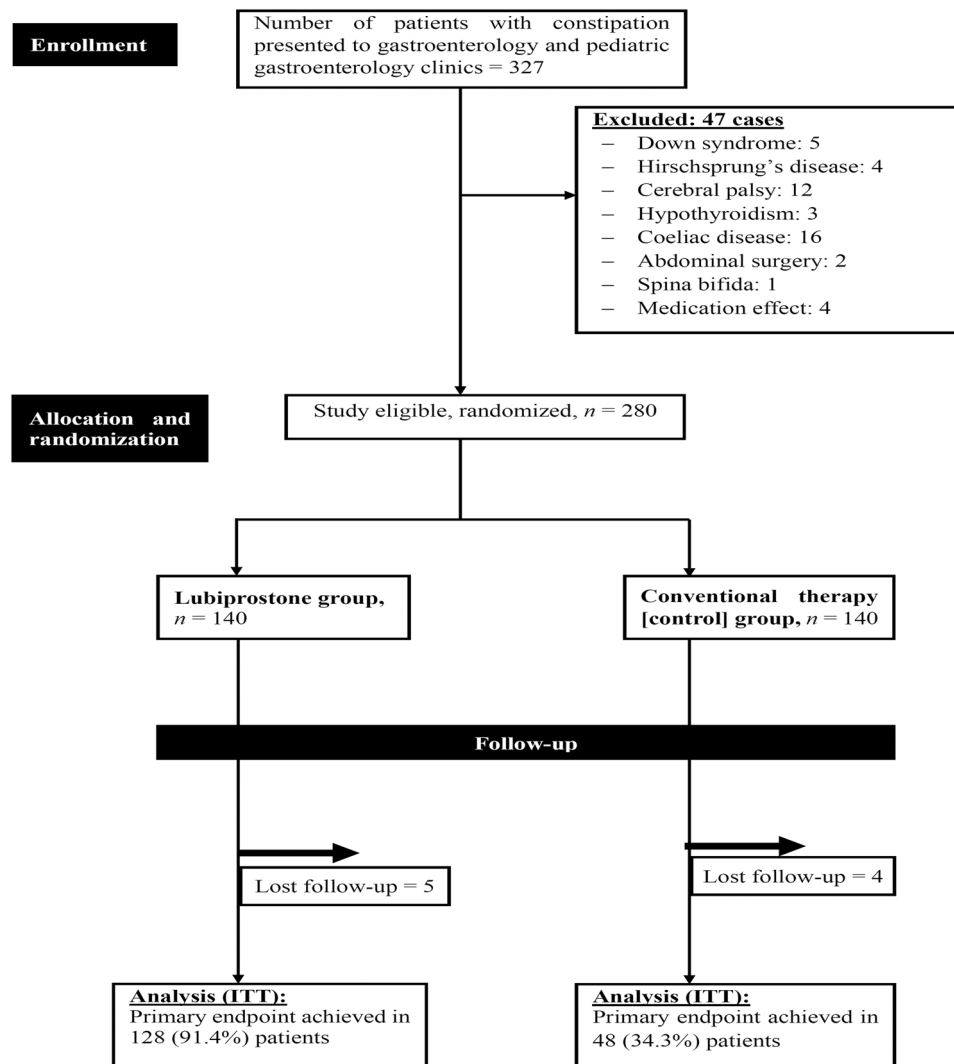 Enrollment
Number of patients with constipation
presented to gastroenterology and pediatric
gastroenterology clinics = 327
Excluded: 47 cases
– Down syndrome: 5
– Hirschsprung's disease: 4
– Cerebral palsy: 12
– Hypothyroidism: 3
– Coeliac disease: 16
– Abdominal surgery: 2
– Spina bifida: 1
– Medication effect: 4
Allocation and
randomization
Study eligible, randomized, n = 280
Lubiprostone group,
n = 140
Conventional therapy
[control] group, n = 140
Follow-up
Lost follow-up = 5
Lost follow-up = 4
Analysis (ITT):
Primary endpoint achieved in
128 (91.4%) patients
Analysis (ITT):
Primary endpoint achieved in
48 (34.3%) patients